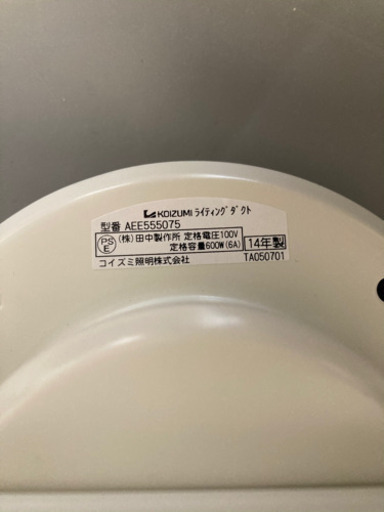 KOIZUMI ライティングダクト
型番 AEE555075
PS E (株)田中製作所 定格電圧100V
定格容量600W(6A) 14年製
コイズミ照明株式会社 TA050701